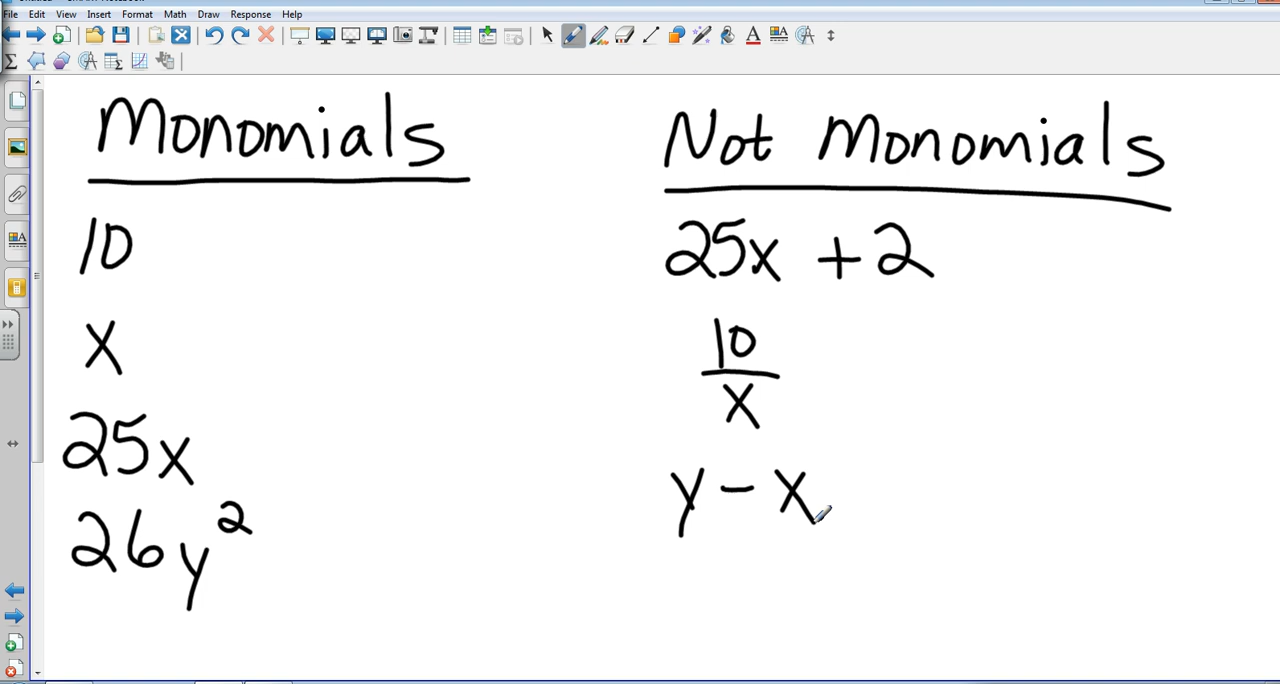 File Edit View Insert Format Math Draw Response Help
Monomials
10
x
25x
26y²
Not Monomials
25x + 2
10
x
y - x